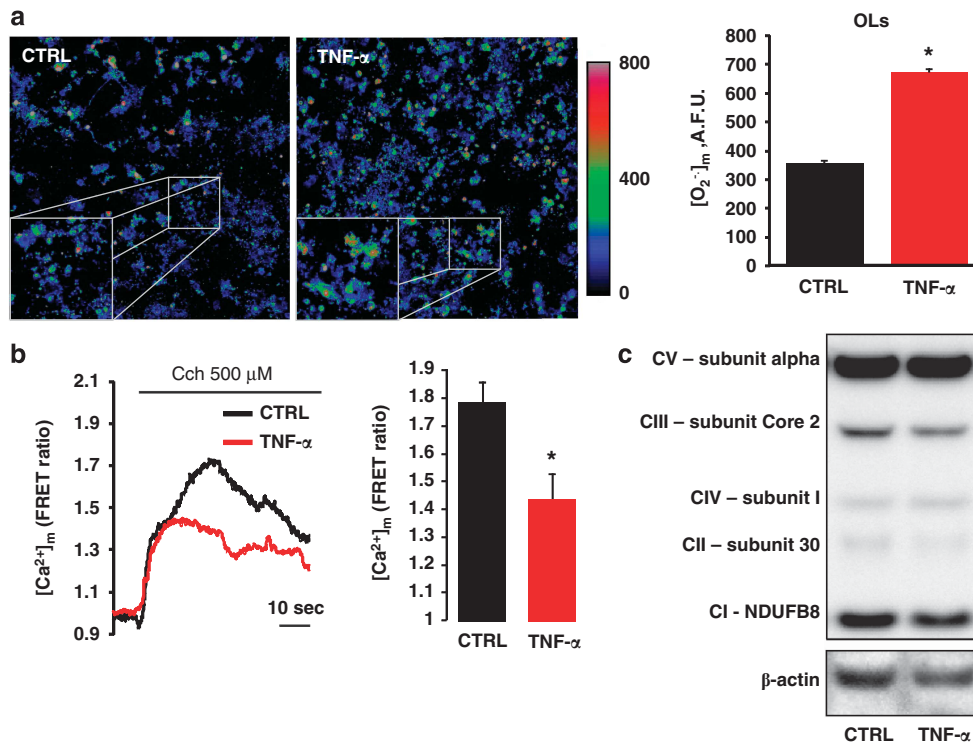 a
CTRL
TNF-α
800
400
0
OLs
[O₂⁻·]m ,A.F.U.
800
700
600
500
400
300
200
100
0
*
CTRL
TNF-α
b
Cch 500 μM
CTRL
TNF-α
[Ca²⁺]m (FRET ratio)
2.1
1.9
1.7
1.5
1.3
1.1
0.9
10 sec
[Ca²⁺]m (FRET ratio)
1.9
1.8
1.7
1.6
1.5
1.4
1.3
1.2
1.1
1
*
CTRL
TNF-α
c
CV – subunit alpha
CIII – subunit Core 2
CIV – subunit I
CII – subunit 30
CI - NDUFB8
β-actin
CTRL
TNF-α